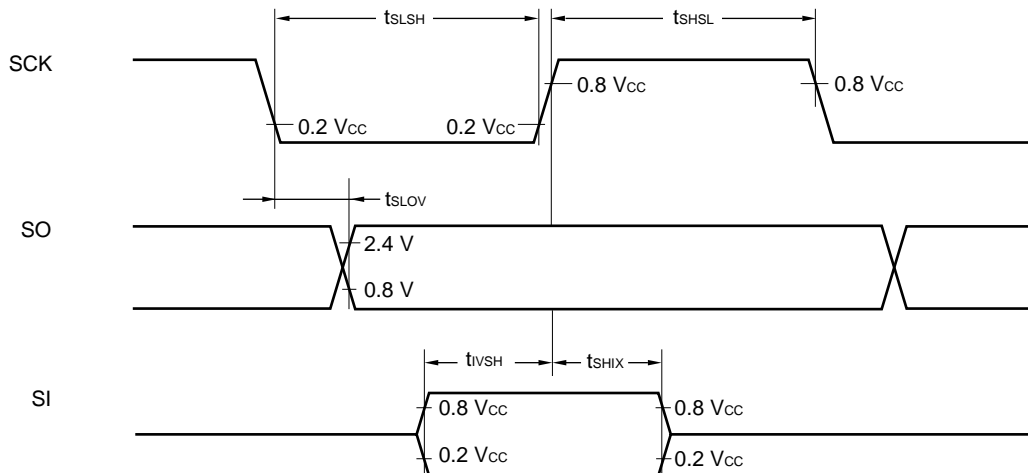 tSLSH tSHSL
SCK
0.8 VCC 0.8 VCC
0.2 VCC 0.2 VCC
tSLOV
SO
2.4 V
0.8 V
tIVSH tSHIX
SI
0.8 VCC 0.8 VCC
0.2 VCC 0.2 VCC